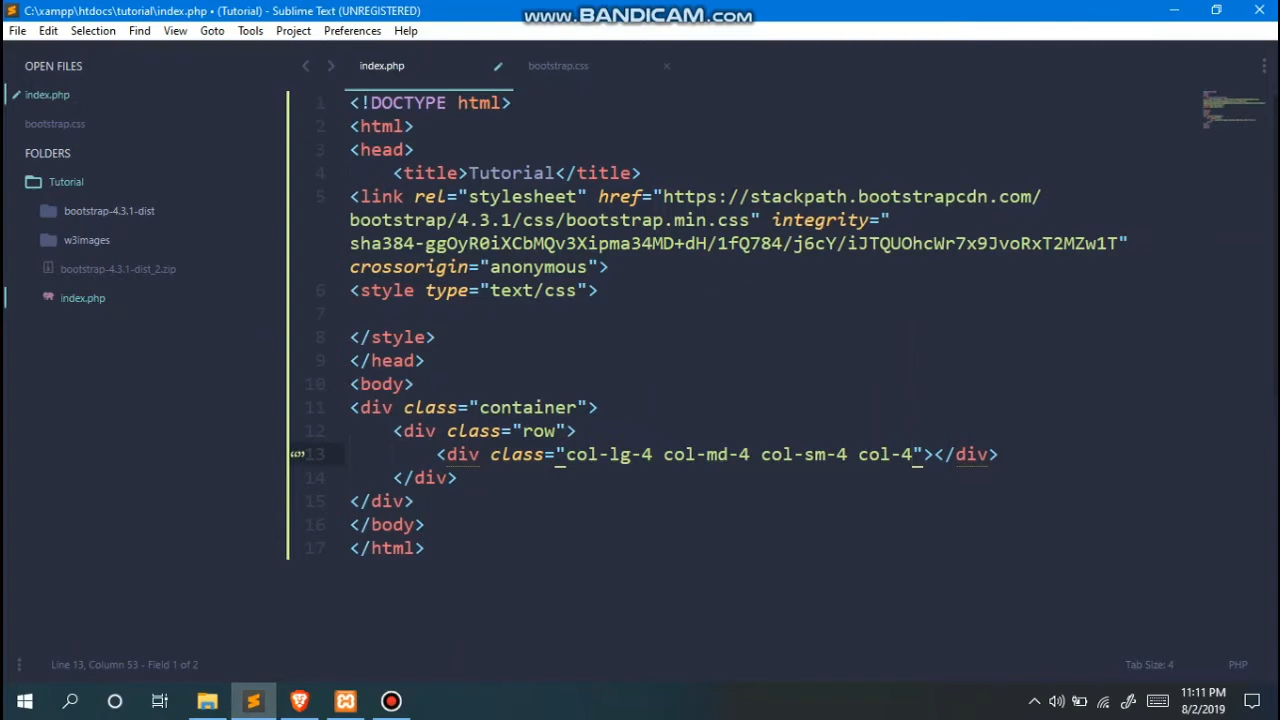 C:\xampp\htdocs\tutorial\index.php • (Tutorial) - Sublime Text (UNREGISTERED)
www.BANDICAM.com
File Edit Selection Find View Goto Tools Project Preferences Help
OPEN FILES
index.php
bootstrap.css
FOLDERS
Tutorial
bootstrap-4.3.1-dist
w3images
bootstrap-4.3.1-dist_2.zip
index.php
index.php bootstrap.css
1 <!DOCTYPE html>
2 <html>
3 <head>
4 <title>Tutorial</title>
5 <link rel="stylesheet" href="https://stackpath.bootstrapcdn.com/
bootstrap/4.3.1/css/bootstrap.min.css" integrity="
sha384-ggOyR0iXCbMQv3Xipma34MD+dH/1fQ784/j6cY/iJTQUOhcWr7x9JvoRxT2MZw1T"
crossorigin="anonymous">
6 <style type="text/css">
7
8 </style>
9 </head>
10 <body>
11 <div class="container">
12 <div class="row">
13 <div class="col-lg-4 col-md-4 col-sm-4 col-4"></div>
14 </div>
15 </div>
16 </body>
17 </html>
Line 13, Column 53 - Field 1 of 2
Tab Size: 4 PHP
11:11 PM
8/2/2019